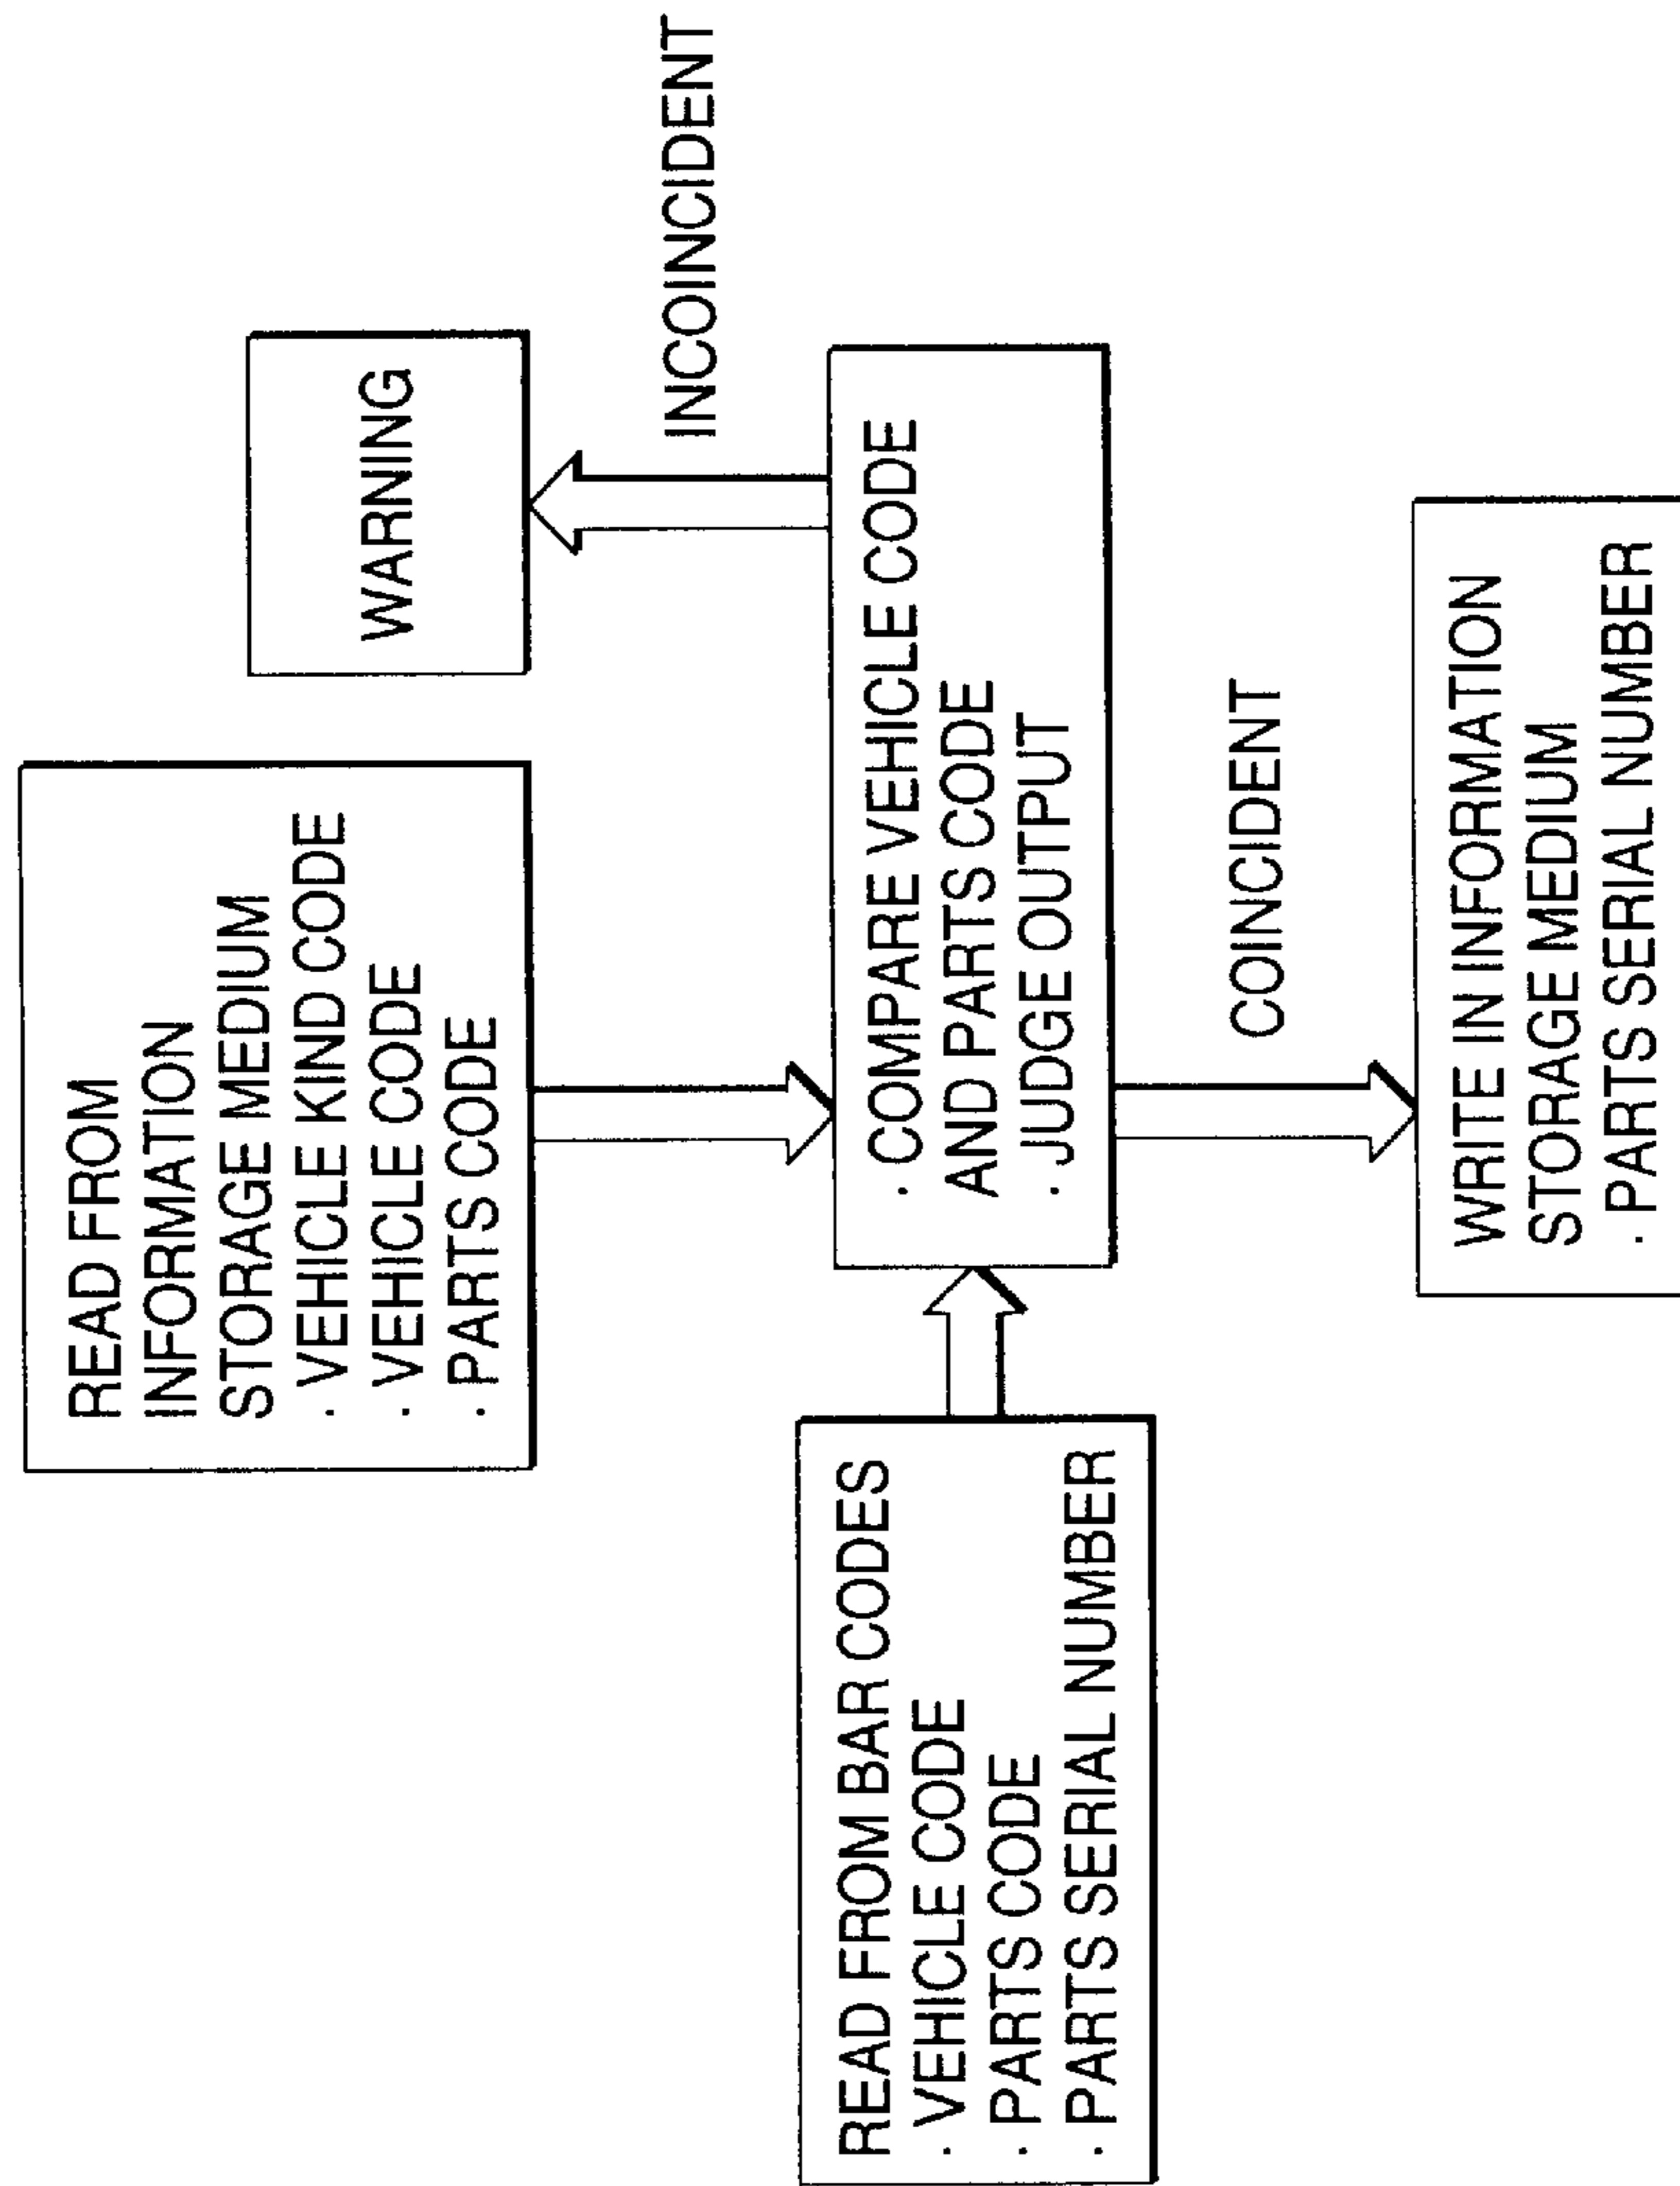 READ FROM
INFORMATION
STORAGE MEDIUM
· VEHICLE KIND CODE
· VEHICLE CODE
· PARTS CODE
WARNING
INCOINCIDENT
READ FROM BAR CODES
· VEHICLE CODE
· PARTS CODE
· PARTS SERIAL NUMBER
· COMPARE VEHICLE CODE
AND PARTS CODE
· JUDGE OUTPUT
COINCIDENT
WRITE IN INFORMATION
STORAGE MEDIUM
· PARTS SERIAL NUMBER